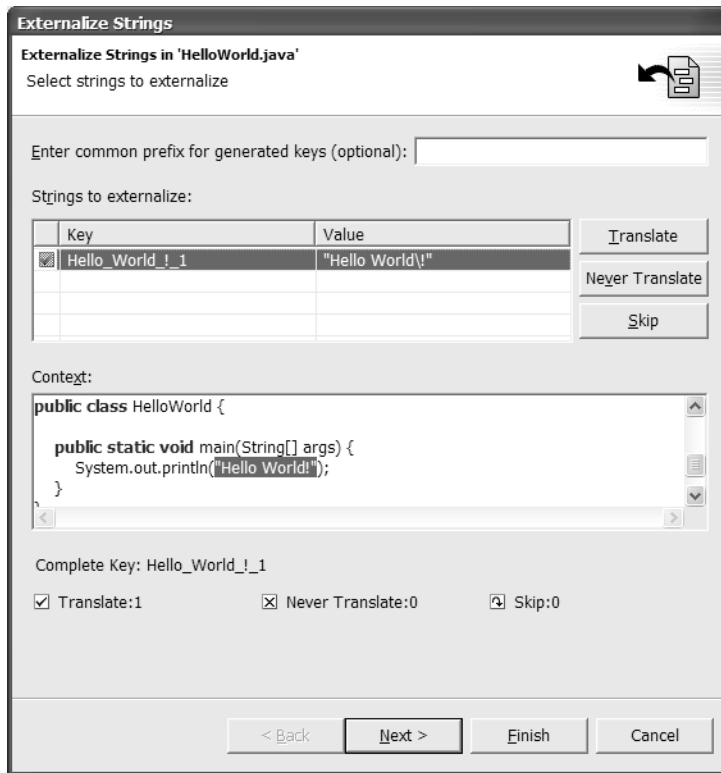 Externalize Strings
Externalize Strings in 'HelloWorld.java'
Select strings to externalize
Enter common prefix for generated keys (optional):
Strings to externalize:
Key Value
Hello_World_!_1 "Hello World\!"
Translate
Never Translate
Skip
Context:
public class HelloWorld {
public static void main(String[] args) {
System.out.println("Hello World!");
}
}
Complete Key: Hello_World_!_1
Translate:1 Never Translate:0 Skip:0
< Back Next > Finish Cancel